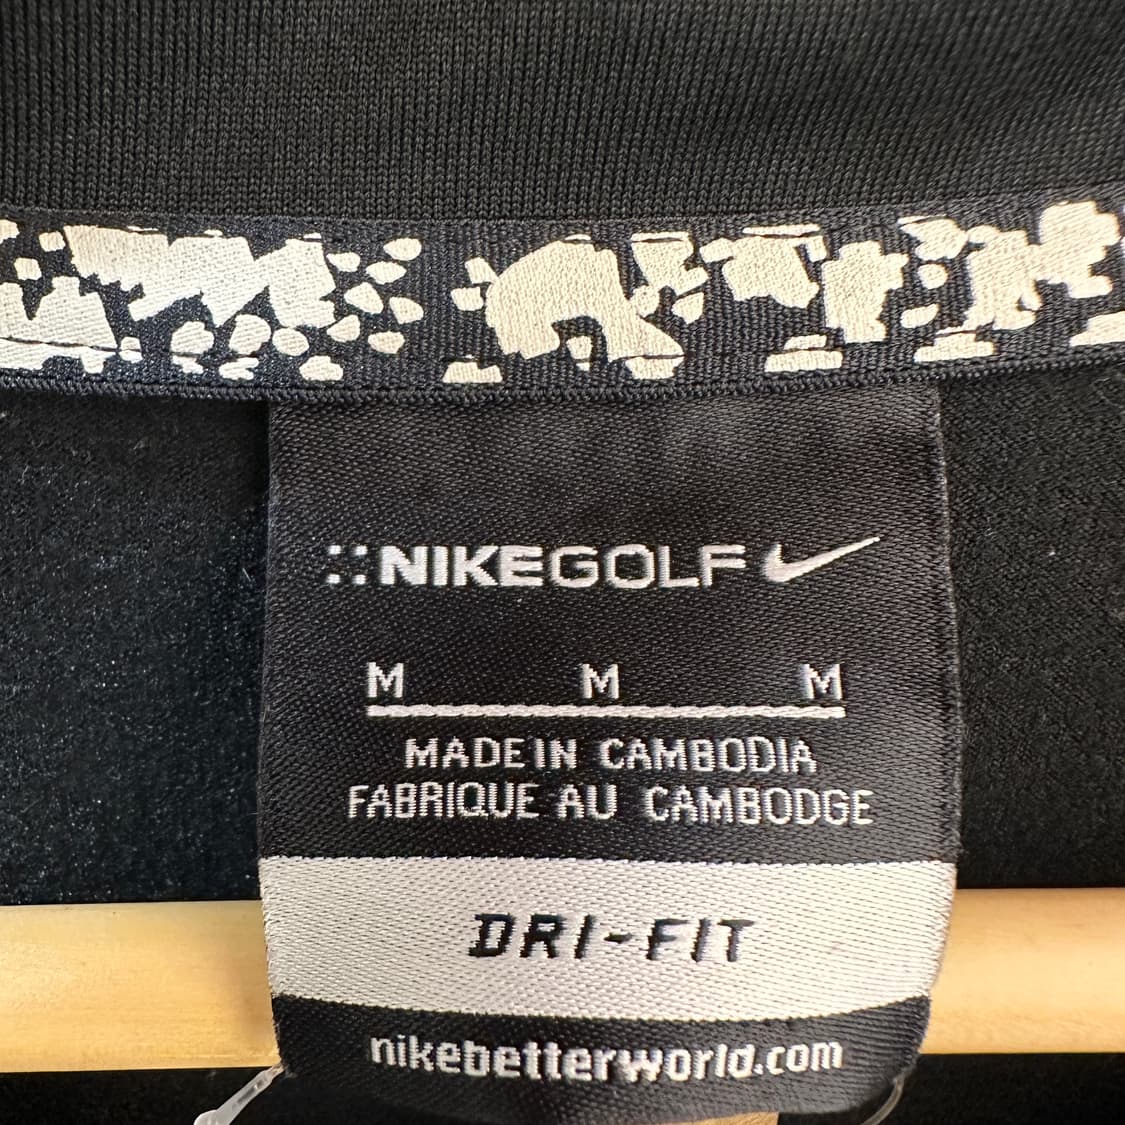 ::NIKEGOLF
M M M
MADE IN CAMBODIA
FABRIQUE AU CAMBODGE
DRI-FIT
nikebetterworld.com